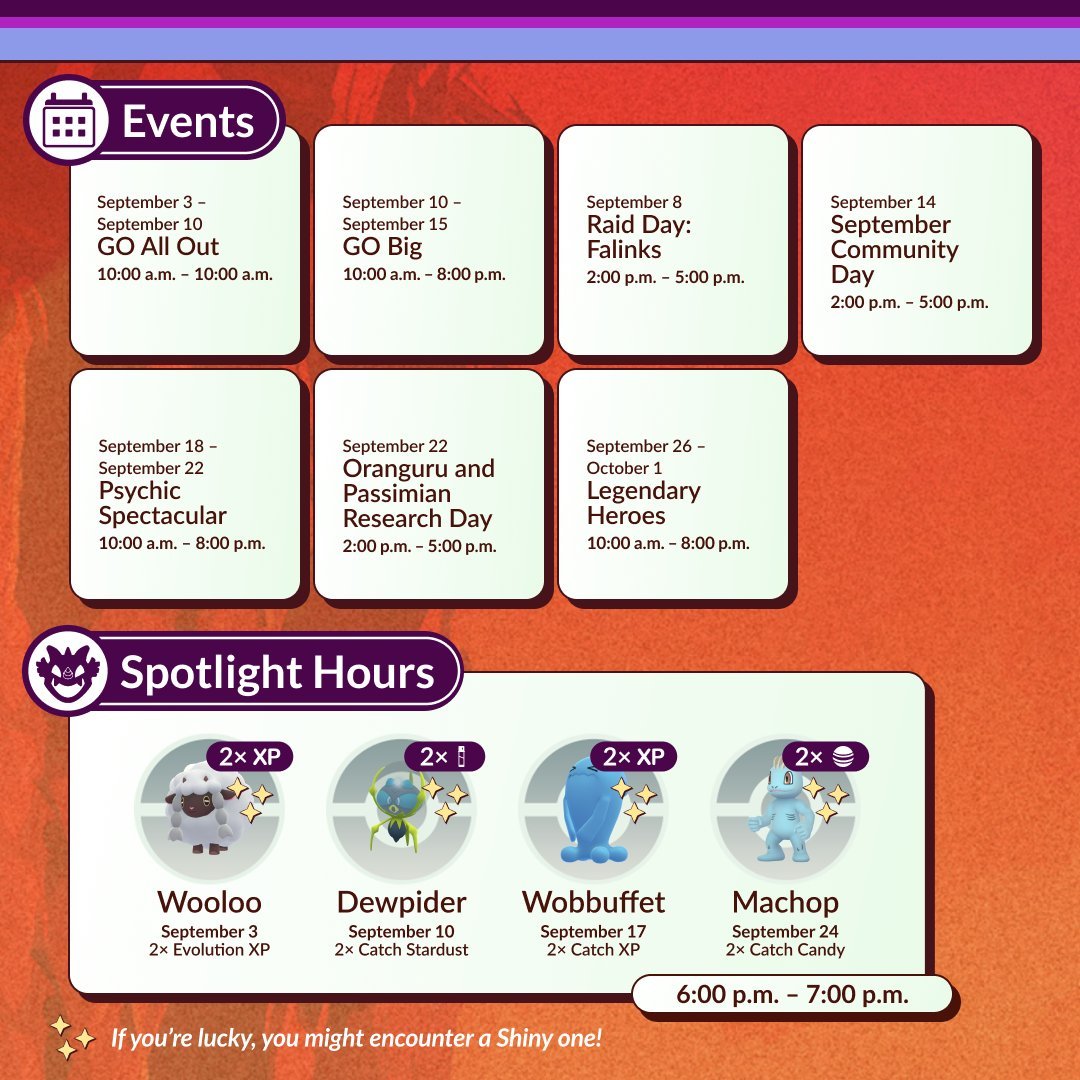 Events
September 3 –
September 10
GO All Out
10:00 a.m. – 10:00 a.m.
September 10 –
September 15
GO Big
10:00 a.m. – 8:00 p.m.
September 8
Raid Day:
Falinks
2:00 p.m. – 5:00 p.m.
September 14
September
Community
Day
2:00 p.m. – 5:00 p.m.
September 18 –
September 22
Psychic
Spectacular
10:00 a.m. – 8:00 p.m.
September 22
Oranguru and
Passimian
Research Day
2:00 p.m. – 5:00 p.m.
September 26 –
October 1
Legendary
Heroes
10:00 a.m. – 8:00 p.m.
Spotlight Hours
2× XP
Wooloo
September 3
2× Evolution XP
2×
Dewpider
September 10
2× Catch Stardust
2× XP
Wobbuffet
September 17
2× Catch XP
2×
Machop
September 24
2× Catch Candy
6:00 p.m. – 7:00 p.m.
If you're lucky, you might encounter a Shiny one!